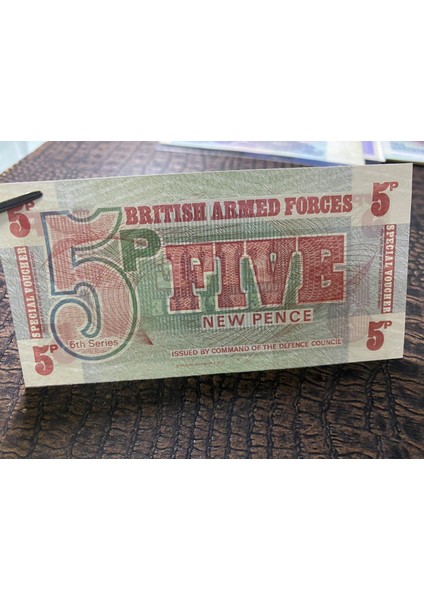 5P
BRITISH ARMED FORCES
5P
SPECIAL VOUCHER
5P
FIVE
NEW PENCE
SPECIAL VOUCHER
6th Series
5P
ISSUED BY COMMAND OF THE DEFENCE COUNCIL
5P